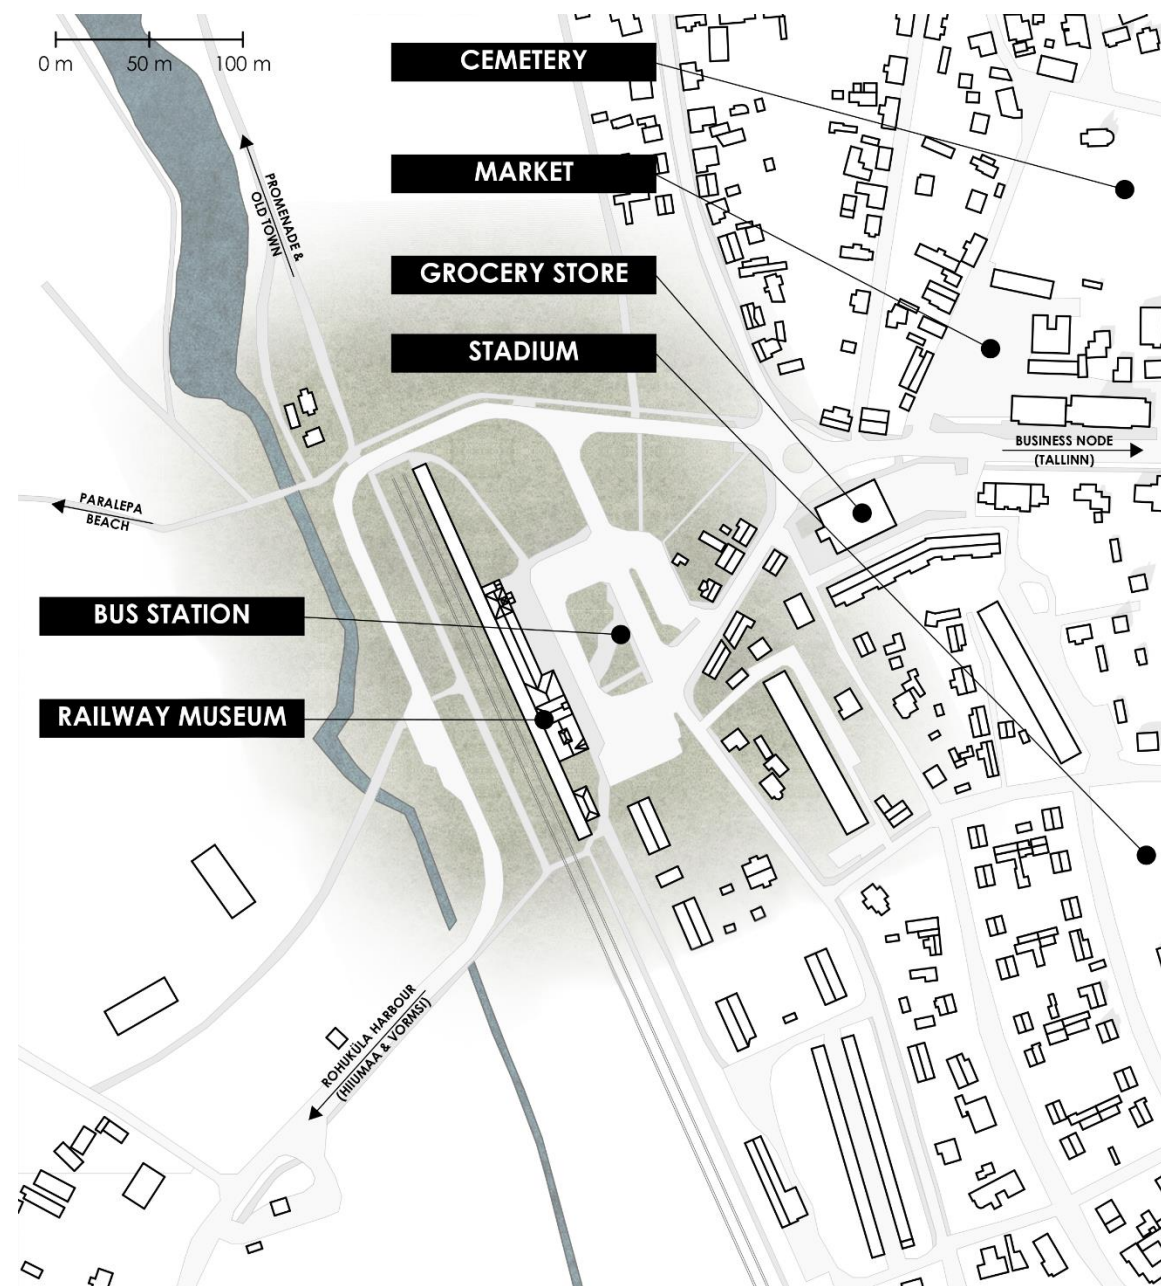 0 m 50 m 100 m
CEMETERY
MARKET
PROMENADE &
OLD TOWN
GROCERY STORE
STADIUM
BUSINESS NODE
(TALLINN)
PARALEPA
BEACH
BUS STATION
RAILWAY MUSEUM
ROHUKÜLA HARBOUR
(HIIUMAA & VORMSI)